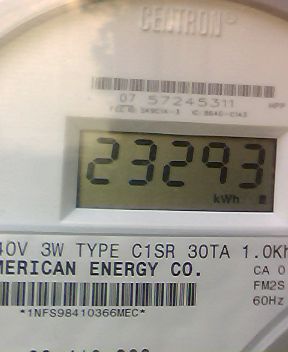 CENTRON
07 57245311
23293
kWh
40V 3W TYPE C1SR 30TA 1.0Kh
MERICAN ENERGY CO.
CA 0
FM2S
60Hz
*1NFS98410366MEC*